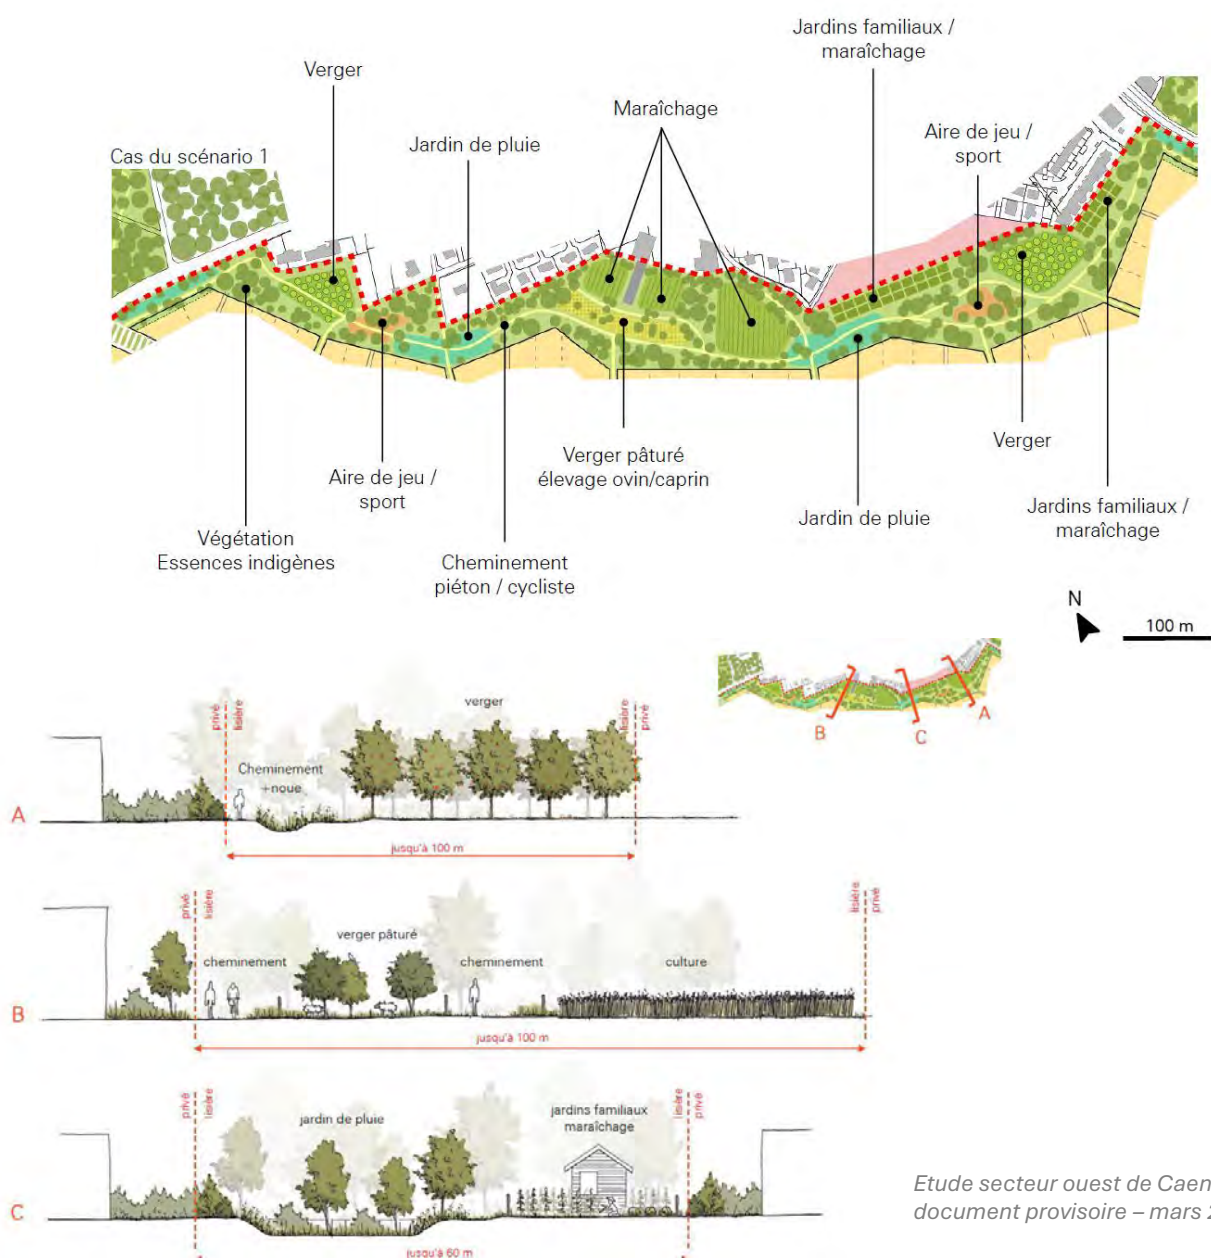 Jardins familiaux /
maraîchage
Verger
Maraîchage
Aire de jeu /
sport
Jardin de pluie
Cas du scénario 1
Verger pâturé
élevage ovin/caprin
Verger
Aire de jeu /
sport
Jardin de pluie
Jardins familiaux /
maraîchage
Végétation
Essences indigènes
Cheminement
piéton / cycliste
N
100 m
B
C
A
privé
lisière
verger
lisière
privé
Cheminement
+noue
A
jusqu'à 100 m
privé
lisière
verger pâturé
lisière
privé
cheminement
cheminement
culture
B
jusqu'à 100 m
privé
lisière
jardin de pluie
jardins familiaux
maraîchage
lisière
privé
C
jusqu'à 60 m
Etude secteur ouest de Caen
document provisoire – mars